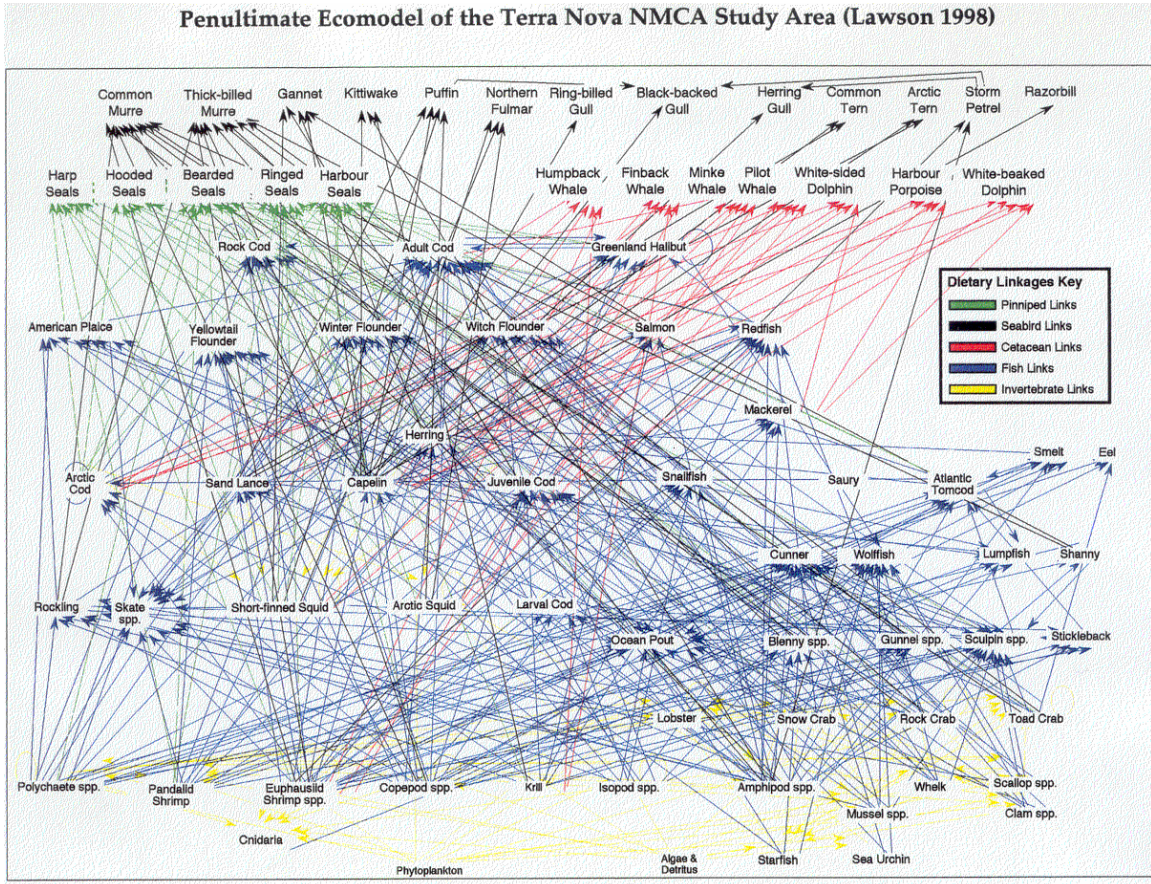 Penultimate Ecomodel of the Terra Nova NMCA Study Area (Lawson 1998)
Common Murre
Thick-billed Murre
Gannet
Kittiwake
Puffin
Northern Fulmar
Ring-billed Gull
Black-backed Gull
Herring Gull
Common Tern
Arctic Tern
Storm Petrel
Razorbill
Harp Seals
Hooded Seals
Bearded Seals
Ringed Seals
Harbour Seals
Humpback Whale
Finback Whale
Minke Whale
Pilot Whale
White-sided Dolphin
Harbour Porpoise
White-beaked Dolphin
Rock Cod
Adult Cod
Greenland Halibut
Dietary Linkages Key
Pinniped Links
Seabird Links
Cetacean Links
Fish Links
Invertebrate Links
American Plaice
Yellowtail Flounder
Winter Flounder
Witch Flounder
Salmon
Redfish
Mackerel
Herring
Smelt
Eel
Arctic Cod
Sand Lance
Capelin
Juvenile Cod
Snailfish
Saury
Atlantic Tomcod
Cunner
Wolffish
Lumpfish
Shanny
Rockling
Skate spp.
Short-finned Squid
Arctic Squid
Larval Cod
Ocean Pout
Blenny spp.
Gunnel spp.
Sculpin spp.
Stickleback
Lobster
Snow Crab
Rock Crab
Toad Crab
Polychaete spp.
Pandalid Shrimp
Euphausiid Shrimp spp.
Copepod spp.
Krill
Isopod spp.
Amphipod spp.
Whelk
Scallop spp.
Mussel spp.
Clam spp.
Cnidaria
Phytoplankton
Algae & Detritus
Starfish
Sea Urchin